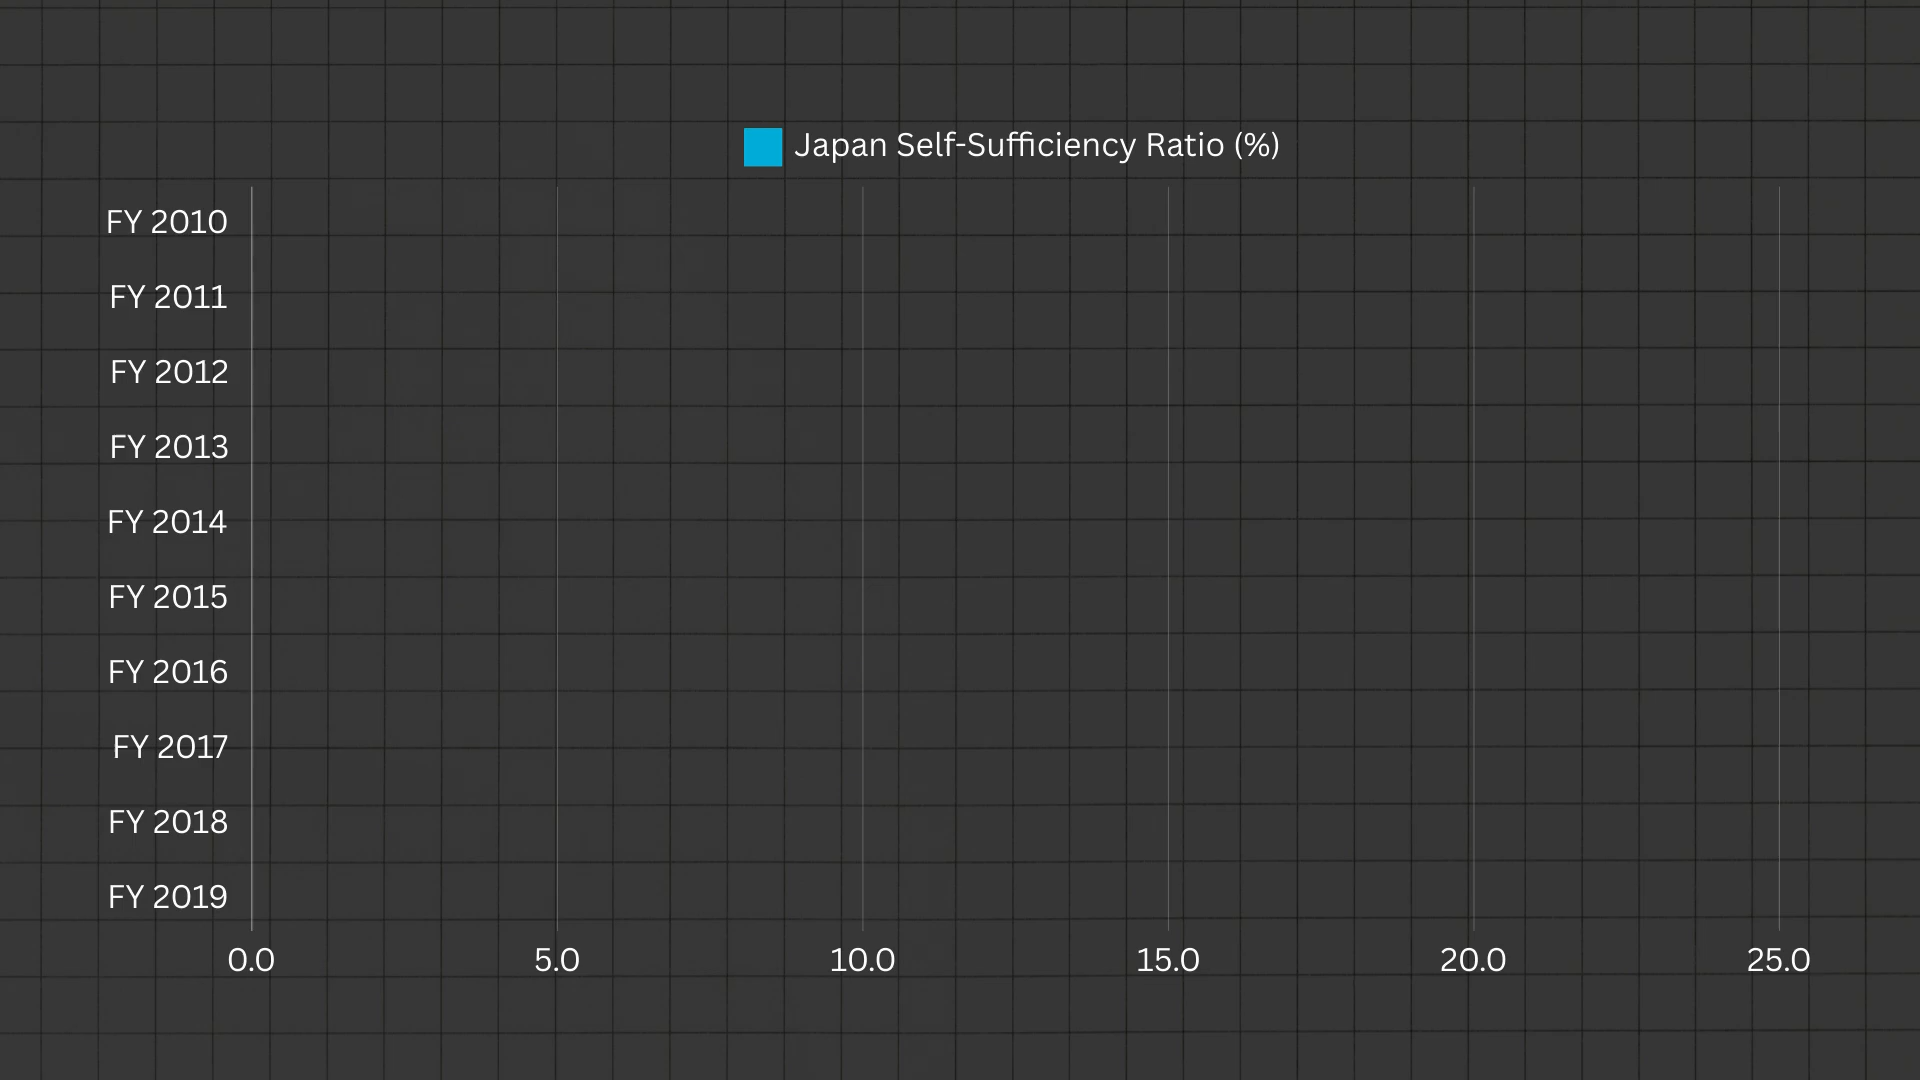 Japan Self-Sufficiency Ratio (%)
FY 2010
FY 2011
FY 2012
FY 2013
FY 2014
FY 2015
FY 2016
FY 2017
FY 2018
FY 2019
0.0 5.0 10.0 15.0 20.0 25.0